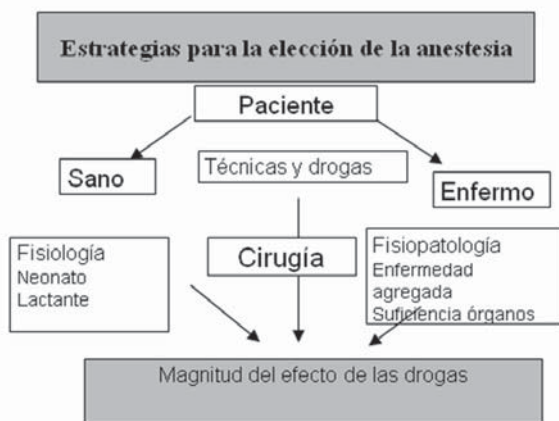 Estrategias para la elección de la anestesia
Paciente
Sano
Técnicas y drogas
Enfermo
Fisiología
Neonato
Lactante
Cirugía
Fisiopatología
Enfermedad
agregada
Suficiencia órganos
Magnitud del efecto de las drogas